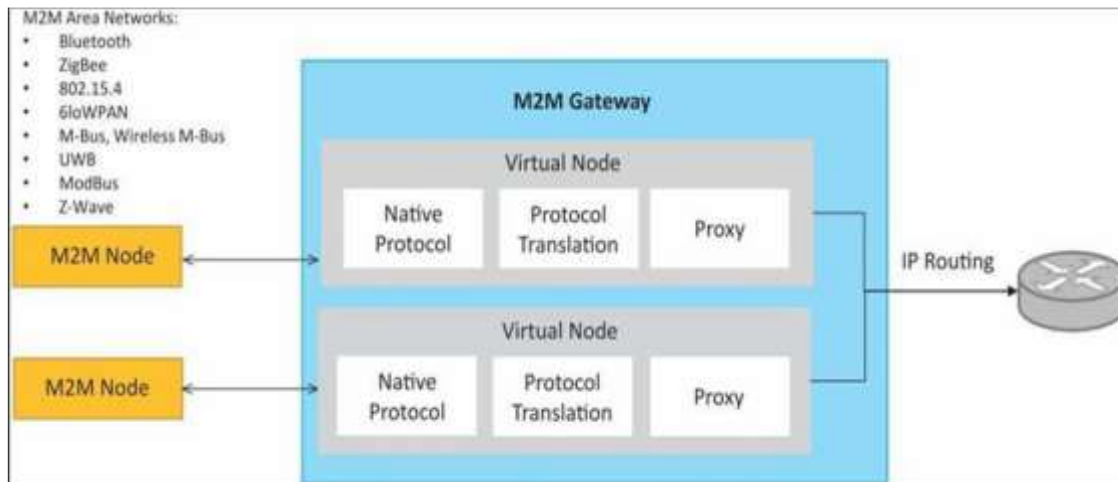 M2M Area Networks:
• Bluetooth
• ZigBee
• 802.15.4
• 6loWPAN
• M-Bus, Wireless M-Bus
• UWB
• ModBus
• Z-Wave
M2M Node
M2M Node
M2M Gateway
Virtual Node
Native
Protocol
Protocol
Translation
Proxy
Virtual Node
Native
Protocol
Protocol
Translation
Proxy
IP Routing